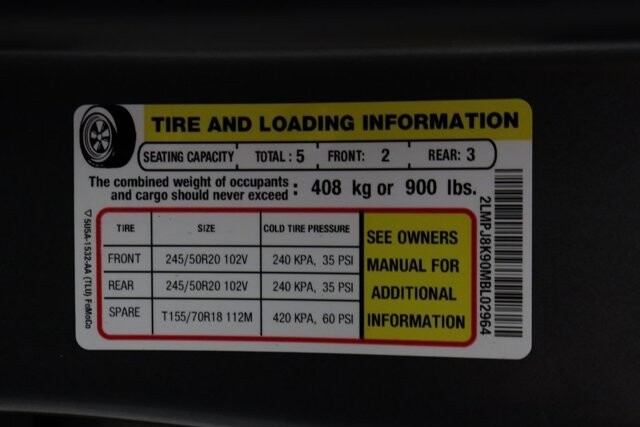 TIRE AND LOADING INFORMATION
SEATING CAPACITY TOTAL: 5 FRONT: 2 REAR: 3
The combined weight of occupants
and cargo should never exceed : 408 kg or 900 lbs.
TIRE SIZE COLD TIRE PRESSURE
FRONT 245/50R20 102V 240 KPA, 35 PSI
REAR 245/50R20 102V 240 KPA, 35 PSI
SPARE T155/70R18 112M 420 KPA, 60 PSI
SEE OWNERS
MANUAL FOR
ADDITIONAL
INFORMATION
2LMPJ8K90MBL02964
5U5A-1532-AA (TLU) FoMoCo